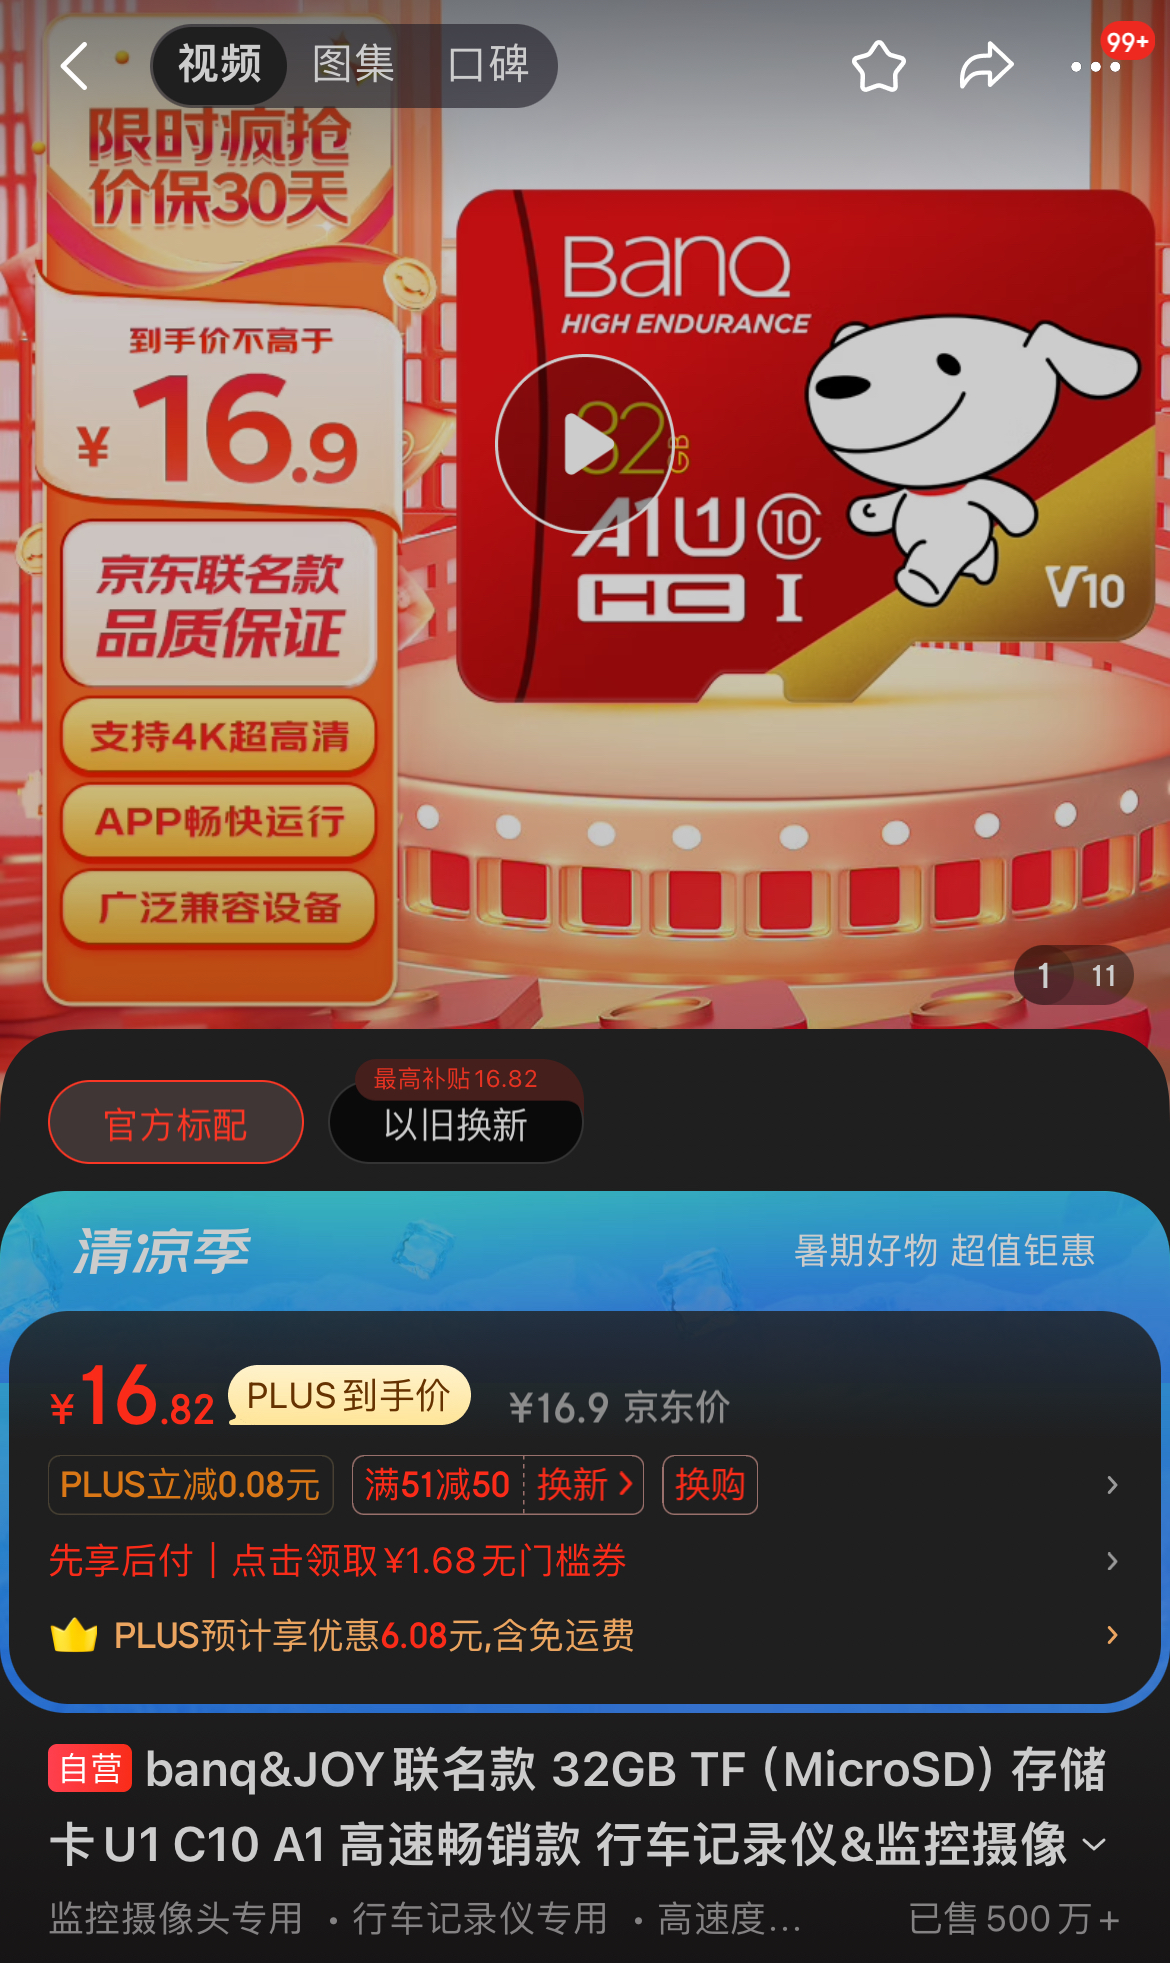 视频 图集 口碑
99+
限时疯抢
价保30天
到手价不高于
¥16.9
京东联名款
品质保证
支持4K超高清
APP畅快运行
广泛兼容设备
BanQ
HIGH ENDURANCE
32GB
A1 U1 10
HC I
V10
1 11
官方标配
最高补贴16.82
以旧换新
清凉季
暑期好物 超值钜惠
¥16.82 PLUS到手价 ¥16.9 京东价
PLUS立减0.08元 满51减50 换新 换购
先享后付｜点击领取¥1.68无门槛券
PLUS预计享优惠6.08元,含免运费
自营 banq&JOY联名款 32GB TF（MicroSD）存储
卡U1 C10 A1 高速畅销款 行车记录仪&监控摄像
监控摄像头专用 · 行车记录仪专用 · 高速度... 已售500万+